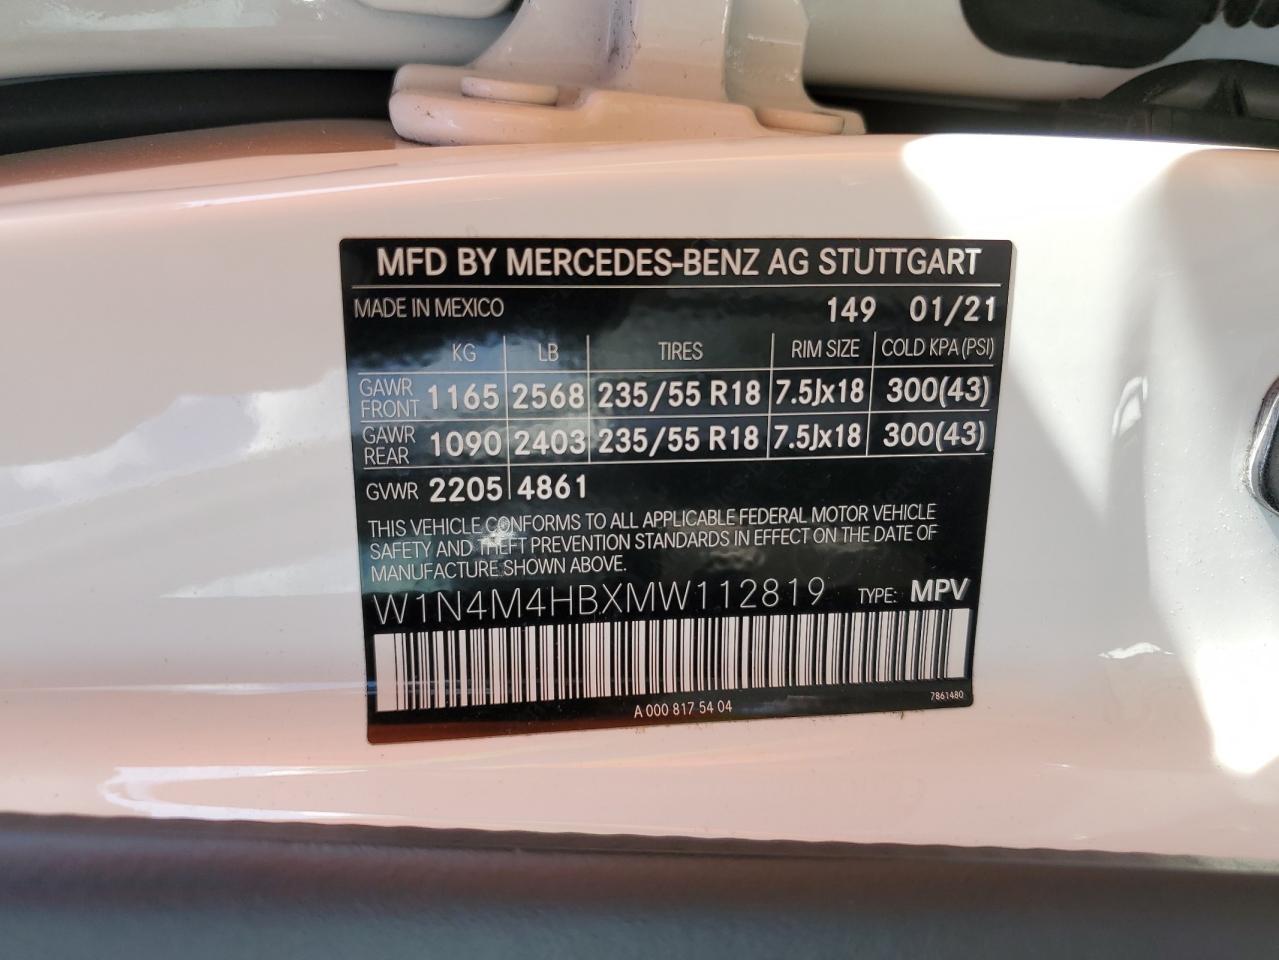 MFD BY MERCEDES-BENZ AG STUTTGART
MADE IN MEXICO 149 01/21
KG LB TIRES RIM SIZE COLD KPA (PSI)
GAWR FRONT 1165 2568 235/55 R18 7.5Jx18 300(43)
GAWR REAR 1090 2403 235/55 R18 7.5Jx18 300(43)
GVWR 2205 4861
THIS VEHICLE CONFORMS TO ALL APPLICABLE FEDERAL MOTOR VEHICLE
SAFETY AND THEFT PREVENTION STANDARDS IN EFFECT ON THE DATE OF
MANUFACTURE SHOWN ABOVE.
W1N4M4HBXMW112819 TYPE: MPV
A 000 817 54 04
7861480